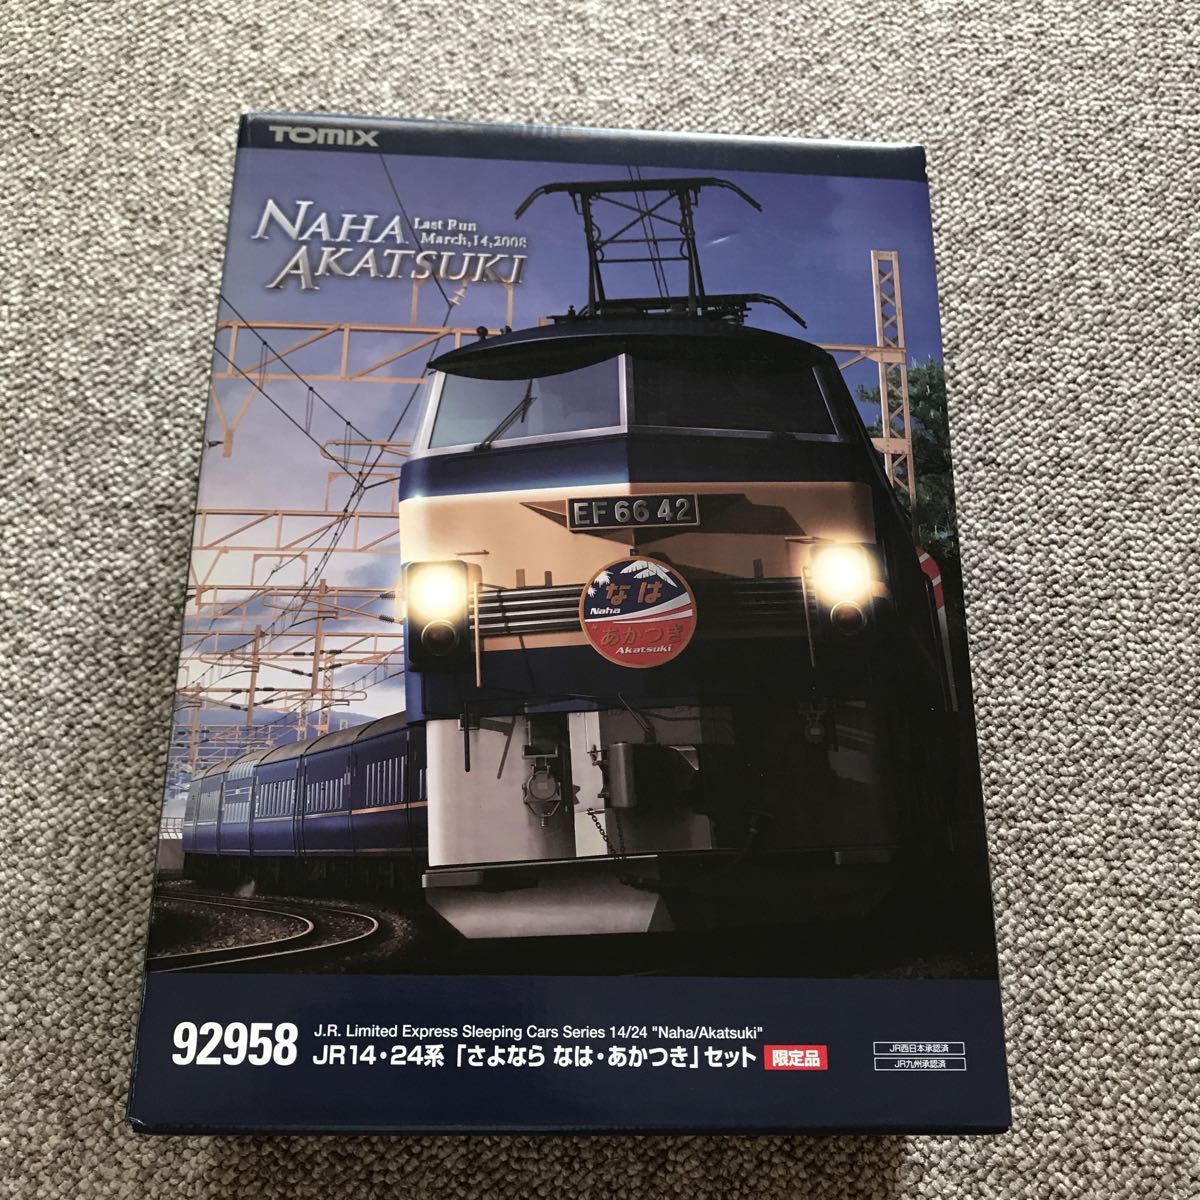 TOMIX
NAHA
AKATSUKI
Last Run
March,14,2008
EF 66 42
なは
Naha
あかつき
Akatsuki
92958
J.R. Limited Express Sleeping Cars Series 14/24 "Naha/Akatsuki"
JR14・24系「さよなら なは・あかつき」セット 限定品
JR西日本承認済
JR九州承認済